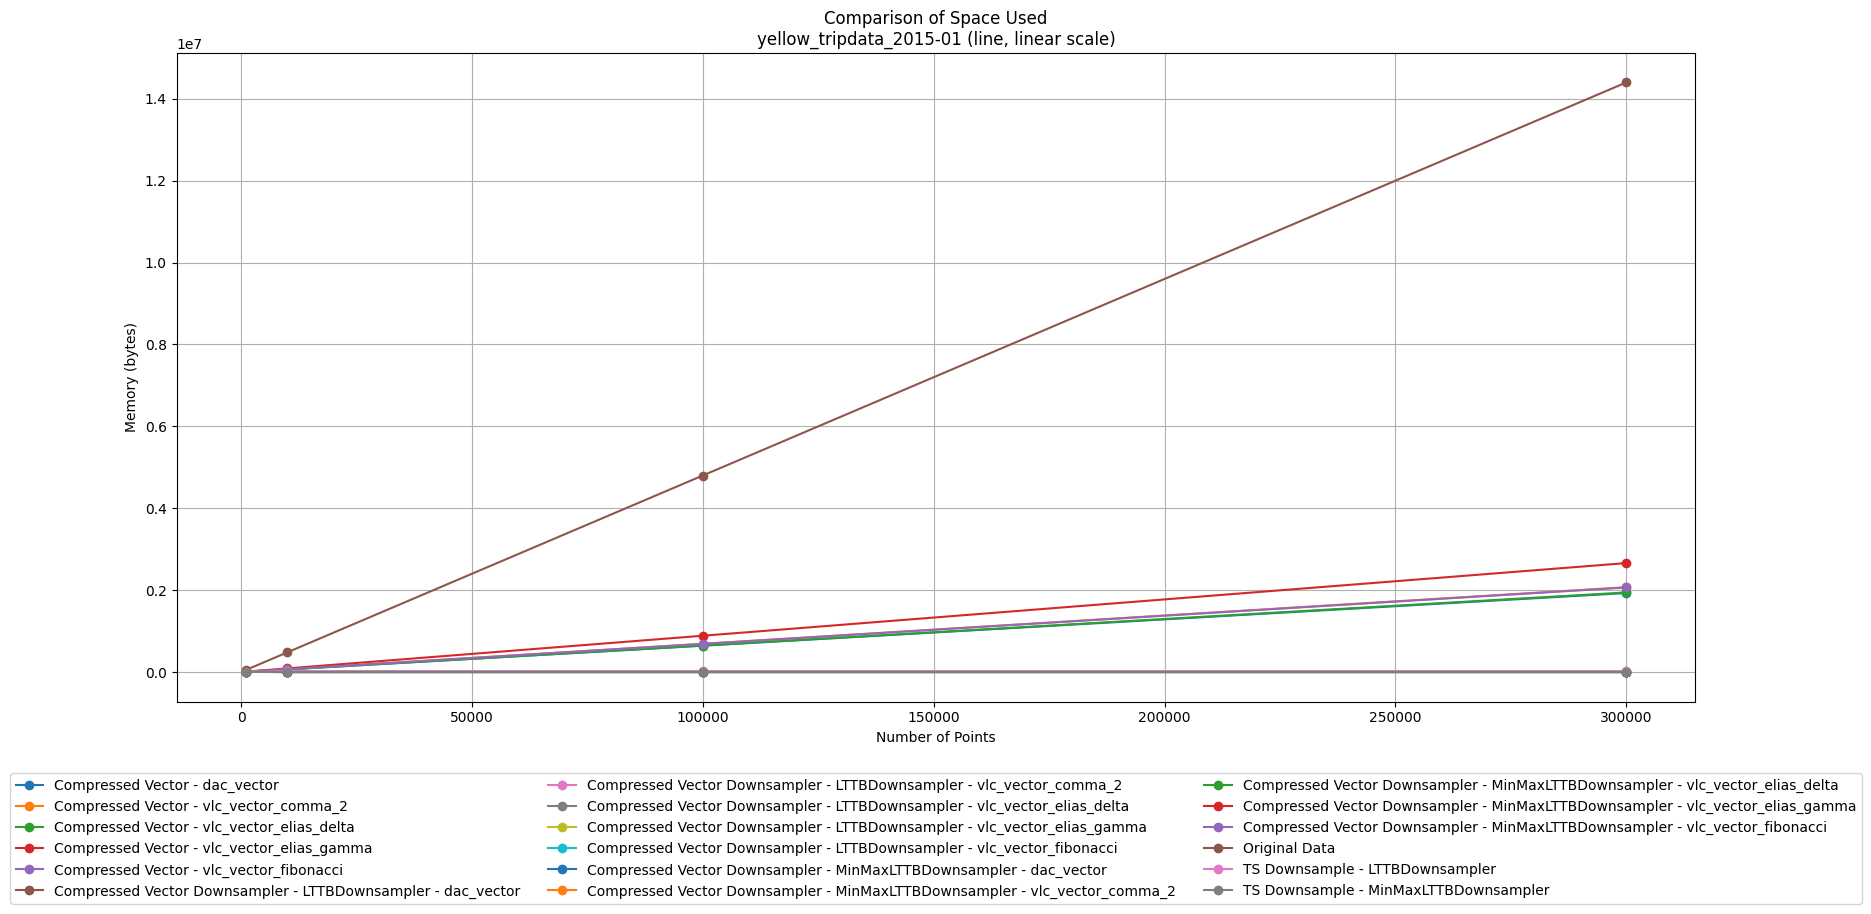 Comparison of Space Used
yellow_tripdata_2015-01 (line, linear scale)
1e7
1.4
1.2
1.0
0.8
0.6
0.4
0.2
0.0
Memory (bytes)
0 50000 100000 150000 200000 250000 300000
Number of Points
Compressed Vector - dac_vector
Compressed Vector - vlc_vector_comma_2
Compressed Vector - vlc_vector_elias_delta
Compressed Vector - vlc_vector_elias_gamma
Compressed Vector - vlc_vector_fibonacci
Compressed Vector Downsampler - LTTBDownsampler - dac_vector
Compressed Vector Downsampler - LTTBDownsampler - vlc_vector_comma_2
Compressed Vector Downsampler - LTTBDownsampler - vlc_vector_elias_delta
Compressed Vector Downsampler - LTTBDownsampler - vlc_vector_elias_gamma
Compressed Vector Downsampler - LTTBDownsampler - vlc_vector_fibonacci
Compressed Vector Downsampler - MinMaxLTTBDownsampler - dac_vector
Compressed Vector Downsampler - MinMaxLTTBDownsampler - vlc_vector_comma_2
Compressed Vector Downsampler - MinMaxLTTBDownsampler - vlc_vector_elias_delta
Compressed Vector Downsampler - MinMaxLTTBDownsampler - vlc_vector_elias_gamma
Compressed Vector Downsampler - MinMaxLTTBDownsampler - vlc_vector_fibonacci
Original Data
TS Downsample - LTTBDownsampler
TS Downsample - MinMaxLTTBDownsampler